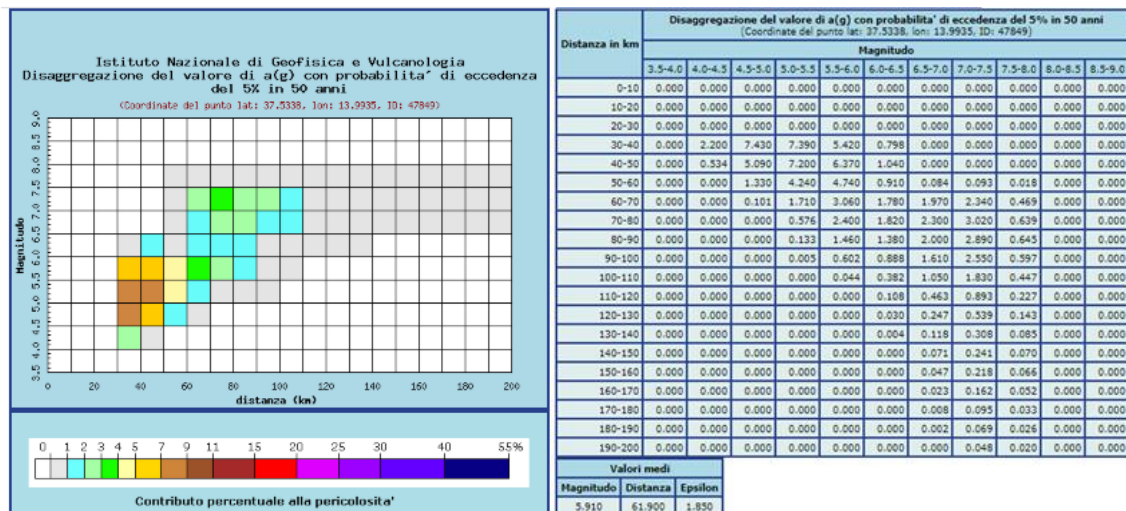 Istituto Nazionale di Geofisica e Vulcanologia
Disaggregazione del valore di a(g) con probabilita' di eccedenza
del 5% in 50 anni
(Coordinate del punto lat: 37.5338, lon: 13.9935, ID: 47849)
Magnitudo
9.0
8.5
8.0
7.5
7.0
6.5
6.0
5.5
5.0
4.5
4.0
3.5
0 20 40 60 80 100 120 140 160 180 200
distanza (km)
0 1 2 3 4 5 7 9 11 15 20 25 30 40 55%
Contributo percentuale alla pericolosita'
Disaggregazione del valore di a(g) con probabilita' di eccedenza del 5% in 50 anni
(Coordinate del punto lat: 37.5338, lon: 13.9935, ID: 47849)
Distanza in km
Magnitudo
3.5-4.0 4.0-4.5 4.5-5.0 5.0-5.5 5.5-6.0 6.0-6.5 6.5-7.0 7.0-7.5 7.5-8.0 8.0-8.5 8.5-9.0
0-10 0.000 0.000 0.000 0.000 0.000 0.000 0.000 0.000 0.000 0.000 0.000
10-20 0.000 0.000 0.000 0.000 0.000 0.000 0.000 0.000 0.000 0.000 0.000
20-30 0.000 0.000 0.000 0.000 0.000 0.000 0.000 0.000 0.000 0.000 0.000
30-40 0.000 2.200 7.430 7.390 5.420 0.798 0.000 0.000 0.000 0.000 0.000
40-50 0.000 0.534 5.090 7.200 6.370 1.040 0.000 0.000 0.000 0.000 0.000
50-60 0.000 0.000 1.330 4.240 4.740 0.910 0.084 0.093 0.018 0.000 0.000
60-70 0.000 0.000 0.101 1.710 3.060 1.780 1.970 2.340 0.469 0.000 0.000
70-80 0.000 0.000 0.000 0.576 2.400 1.820 2.300 3.020 0.639 0.000 0.000
80-90 0.000 0.000 0.000 0.133 1.460 1.380 2.000 2.890 0.645 0.000 0.000
90-100 0.000 0.000 0.000 0.005 0.602 0.888 1.610 2.550 0.597 0.000 0.000
100-110 0.000 0.000 0.000 0.000 0.044 0.382 1.050 1.830 0.447 0.000 0.000
110-120 0.000 0.000 0.000 0.000 0.000 0.108 0.463 0.893 0.227 0.000 0.000
120-130 0.000 0.000 0.000 0.000 0.000 0.030 0.247 0.539 0.143 0.000 0.000
130-140 0.000 0.000 0.000 0.000 0.000 0.004 0.118 0.308 0.085 0.000 0.000
140-150 0.000 0.000 0.000 0.000 0.000 0.000 0.071 0.241 0.070 0.000 0.000
150-160 0.000 0.000 0.000 0.000 0.000 0.000 0.047 0.218 0.066 0.000 0.000
160-170 0.000 0.000 0.000 0.000 0.000 0.000 0.023 0.162 0.052 0.000 0.000
170-180 0.000 0.000 0.000 0.000 0.000 0.000 0.008 0.095 0.033 0.000 0.000
180-190 0.000 0.000 0.000 0.000 0.000 0.000 0.002 0.069 0.026 0.000 0.000
190-200 0.000 0.000 0.000 0.000 0.000 0.000 0.000 0.048 0.020 0.000 0.000
Valori medi
Magnitudo Distanza Epsilon
5.910 61.900 1.850